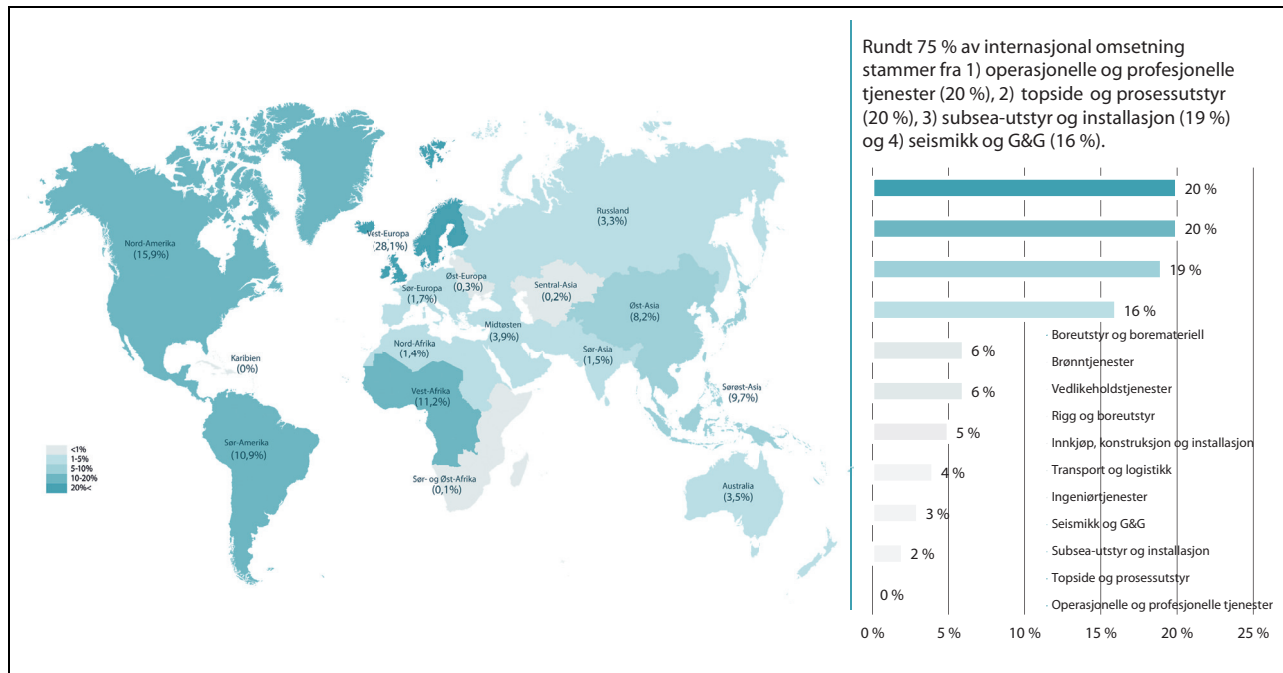 Rundt 75 % av internasjonal omsetning
stammer fra 1) operasjonelle og profesjonelle
tjenester (20 %), 2) topside og prosessutstyr
(20 %), 3) subsea-utstyr og installasjon (19 %)
og 4) seismikk og G&G (16 %).
Russland
(3,3%)
Nord-Amerika
(15,9%)
Vest-Europa
(28,1%)
Øst-Europa
(0,3%)
Sentral-Asia
(0,2%)
Sør-Europa
(1,7%)
Øst-Asia
(8,2%)
Midtøsten
(3,9%)
Nord-Afrika
(1,4%)
Sør-Asia
(1,5%)
Karibien
(0%)
Vest-Afrika
(11,2%)
Sørøst-Asia
(9,7%)
Sør-Amerika
(10,9%)
Sør- og Øst-Afrika
(0,1%)
Australia
(3,5%)
<1%
1-5%
5-10%
10-20%
20%<
20 %
20 %
19 %
16 %
6 %
6 %
5 %
4 %
3 %
2 %
0 %
Boreutstyr og boremateriell
Brønntjenester
Vedlikeholdstjenester
Rigg og boreutstyr
Innkjøp, konstruksjon og installasjon
Transport og logistikk
Ingeniørtjenester
Seismikk og G&G
Subsea-utstyr og installasjon
Topside og prosessutstyr
Operasjonelle og profesjonelle tjenester
0 %
5 %
10 %
15 %
20 %
25 %